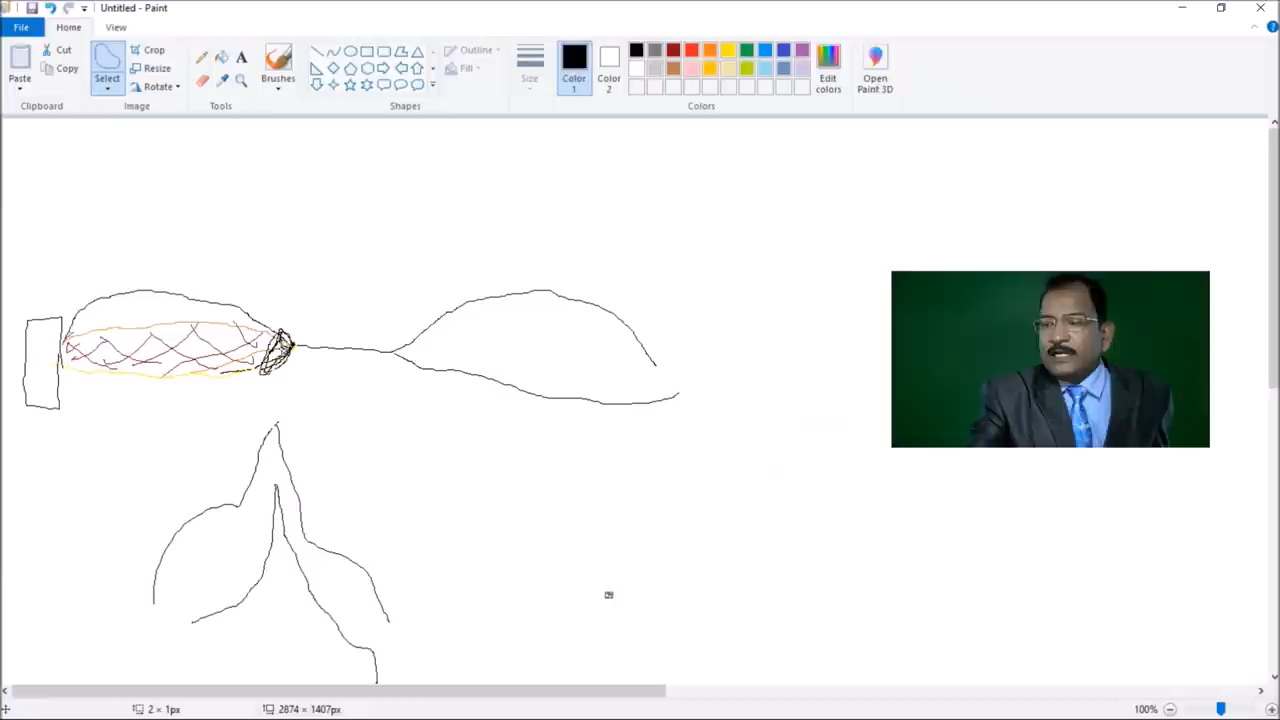 Untitled - Paint
File Home View
Cut Crop Outline
Copy Resize Fill
Paste Select Rotate Brushes Size Color 1 Color 2 Edit colors Open Paint 3D
Clipboard Image Tools Shapes Colors
2 × 1px 2874 × 1407px 100%